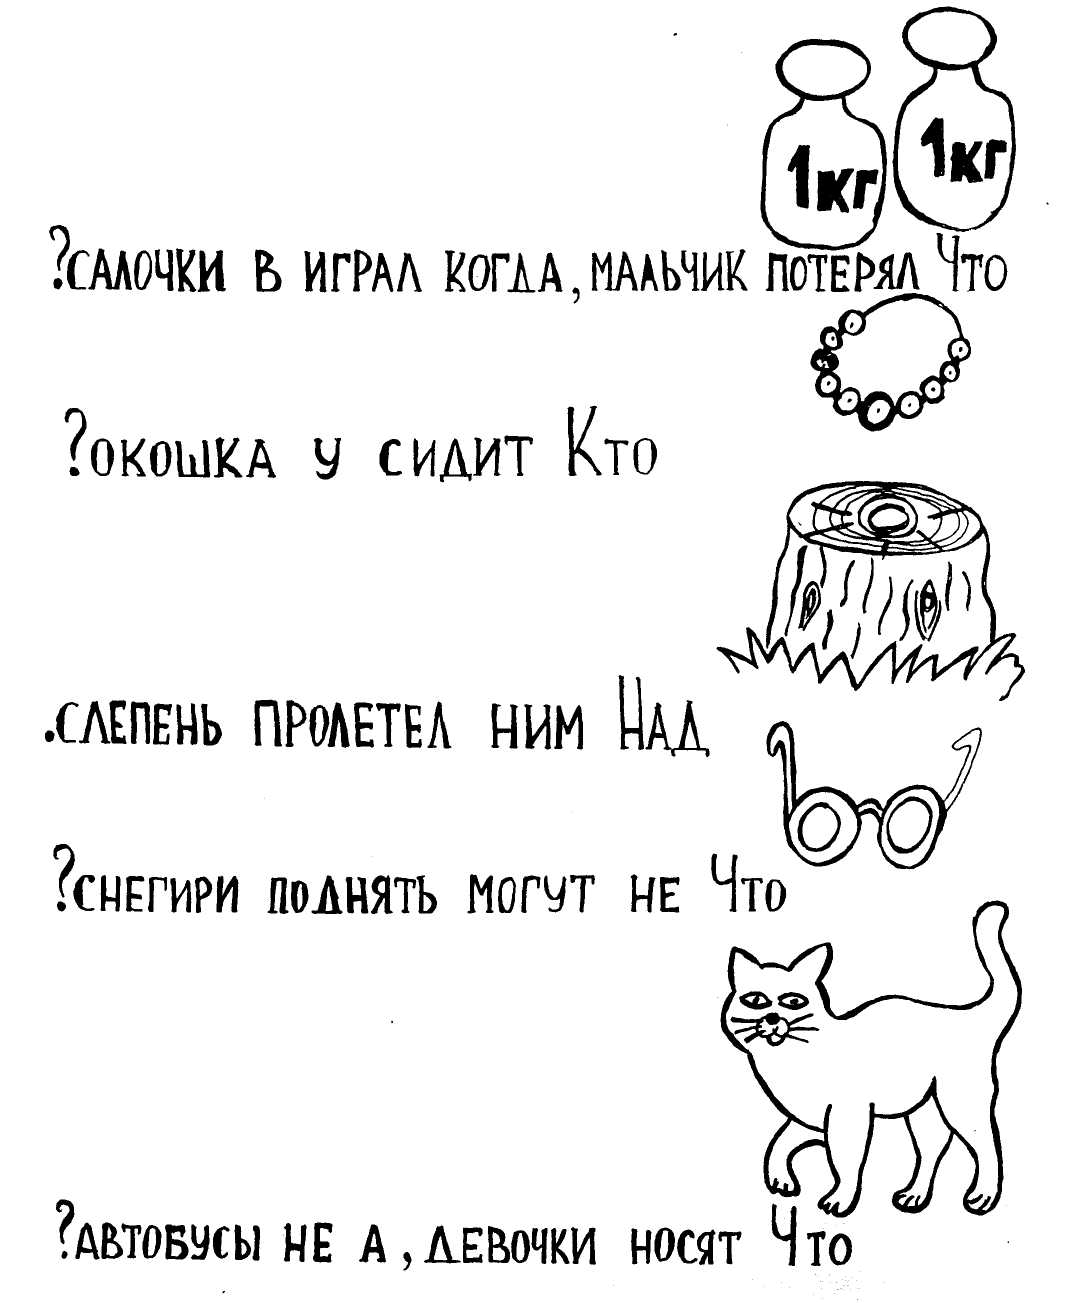 1кг
1кг
?САЛОЧКИ В ИГРАЛ КОГДА, МАЛЬЧИК ПОТЕРЯЛ ЧТО
?ОКОШКА У СИДИТ КТО
.СЛЕПЕНЬ ПРОЛЕТЕЛ НИМ НАД
?СНЕГИРИ ПОДНЯТЬ МОГУТ НЕ ЧТО
?АВТОБУСЫ НЕ А, ДЕВОЧКИ НОСЯТ ЧТО